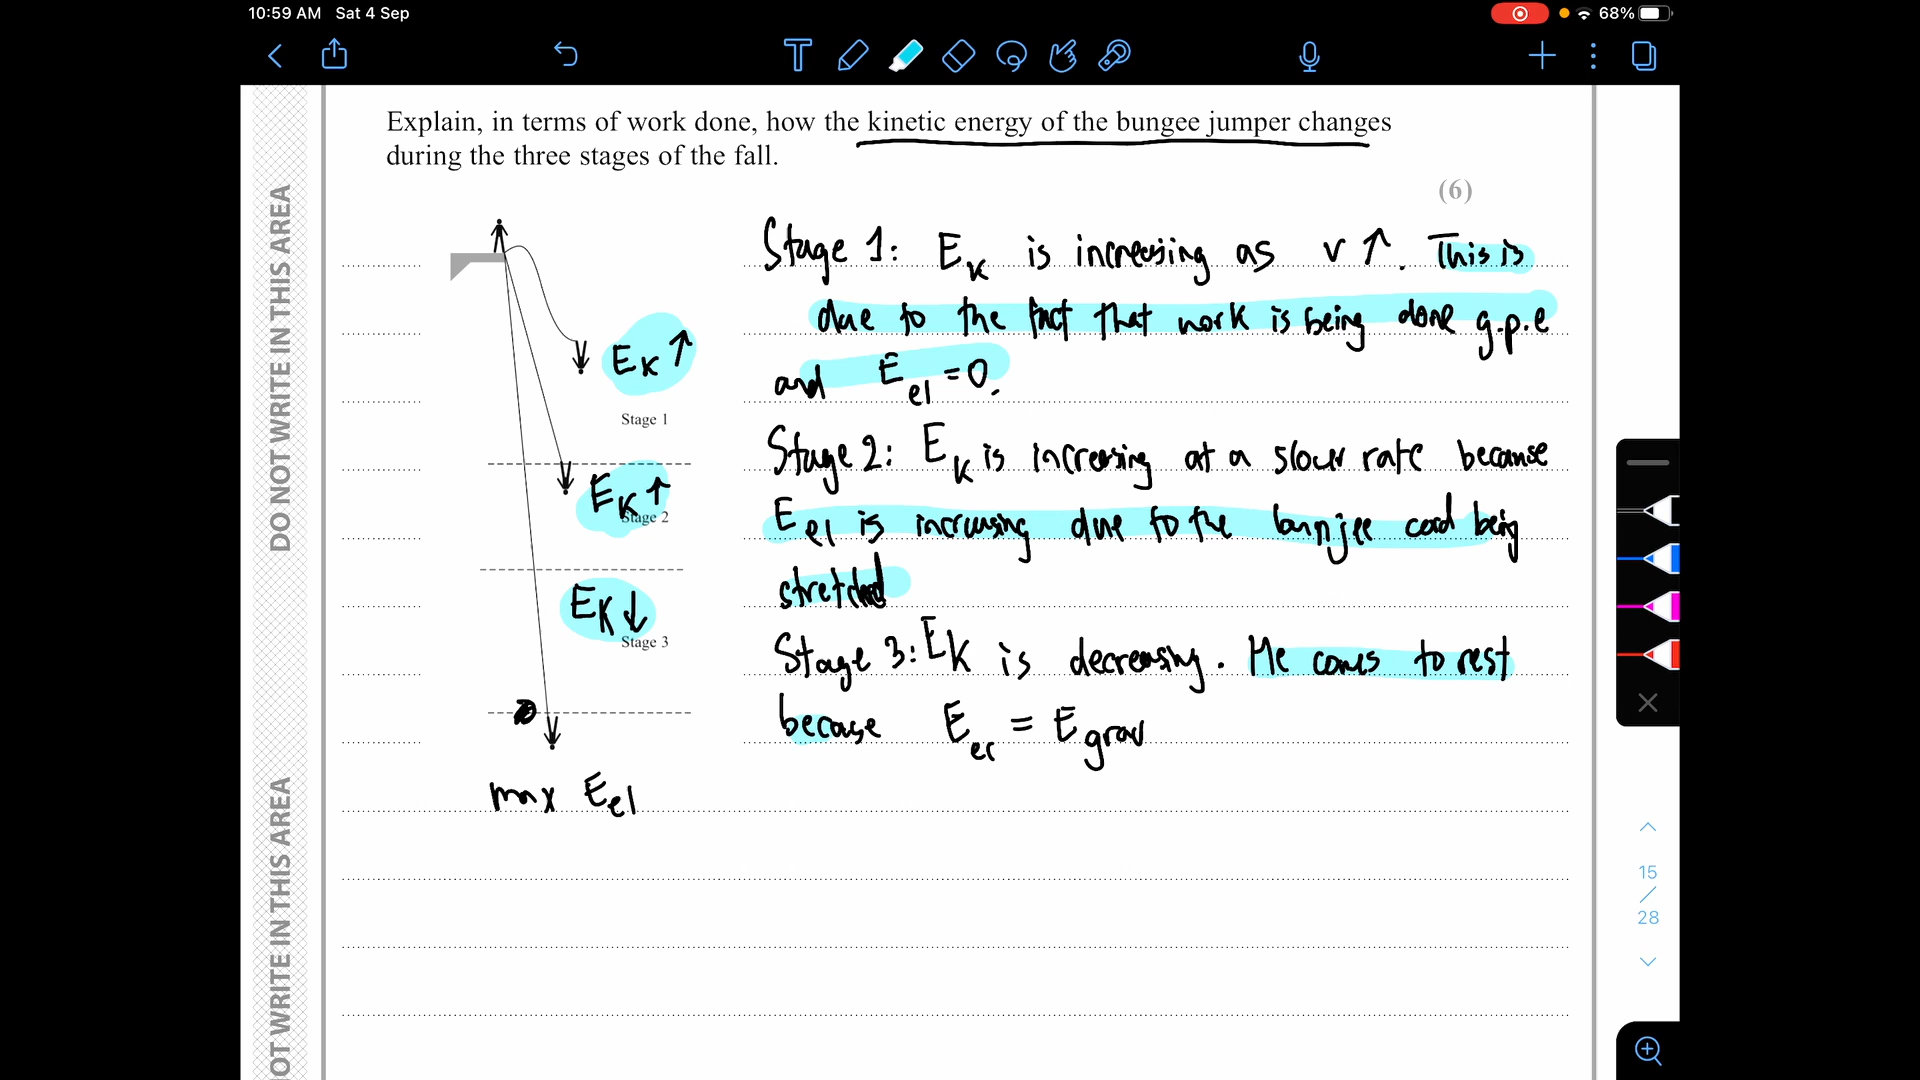 10:59 AM Sat 4 Sep
68%
DO NOT WRITE IN THIS AREA
OT WRITE IN THIS AREA
Explain, in terms of work done, how the kinetic energy of the bungee jumper changes
during the three stages of the fall.
(6)
Stage 1: Ek is increasing as v ↑. This is
due to the fact that work is being done g.p.e
and Eel = 0.
Stage 2: Ek is increasing at a slower rate because
Eel is increasing due to the bunjee cord being
stretched
Stage 3: Ek is decreasing. He comes to rest
because Eel = Egrav
Ek ↑
Stage 1
Ek ↑
Stage 2
Ek ↓
Stage 3
max Eel
15
/
28